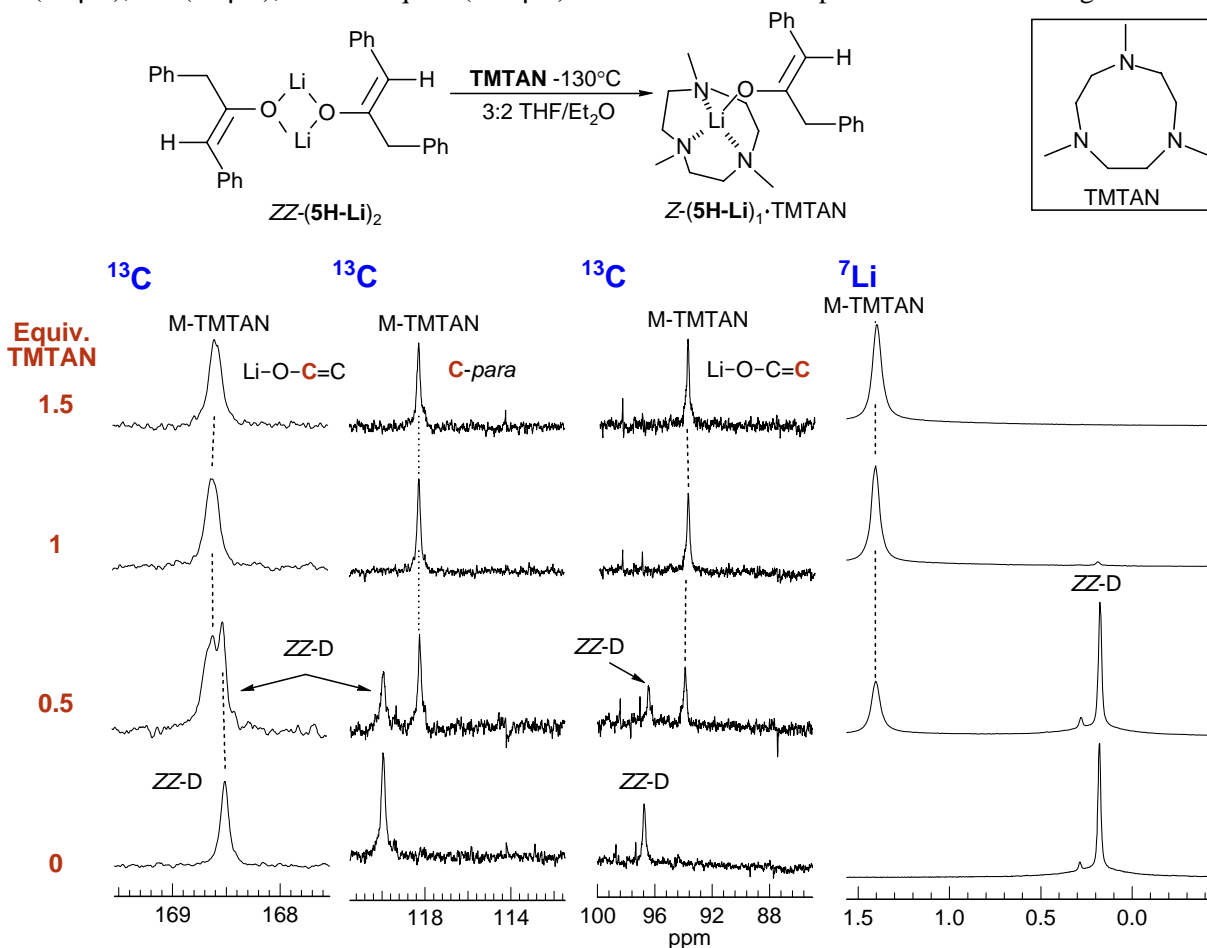 Ph
Ph
Li
O
O
Li
H
Ph
H
Ph
TMTAN -130°C
3:2 THF/Et2O
Ph
H
O
Li
N
N
N
Ph
N
N
N
TMTAN
ZZ-(5H-Li)2
Z-(5H-Li)1·TMTAN
13C
13C
13C
7Li
Equiv.
TMTAN
M-TMTAN
M-TMTAN
M-TMTAN
M-TMTAN
Li-O-C=C
C-para
Li-O-C=C
1.5
1
0.5
ZZ-D
ZZ-D
ZZ-D
0
ZZ-D
ZZ-D
169
168
118
114
100
96
92
88
ppm
1.5
1.0
0.5
0.0